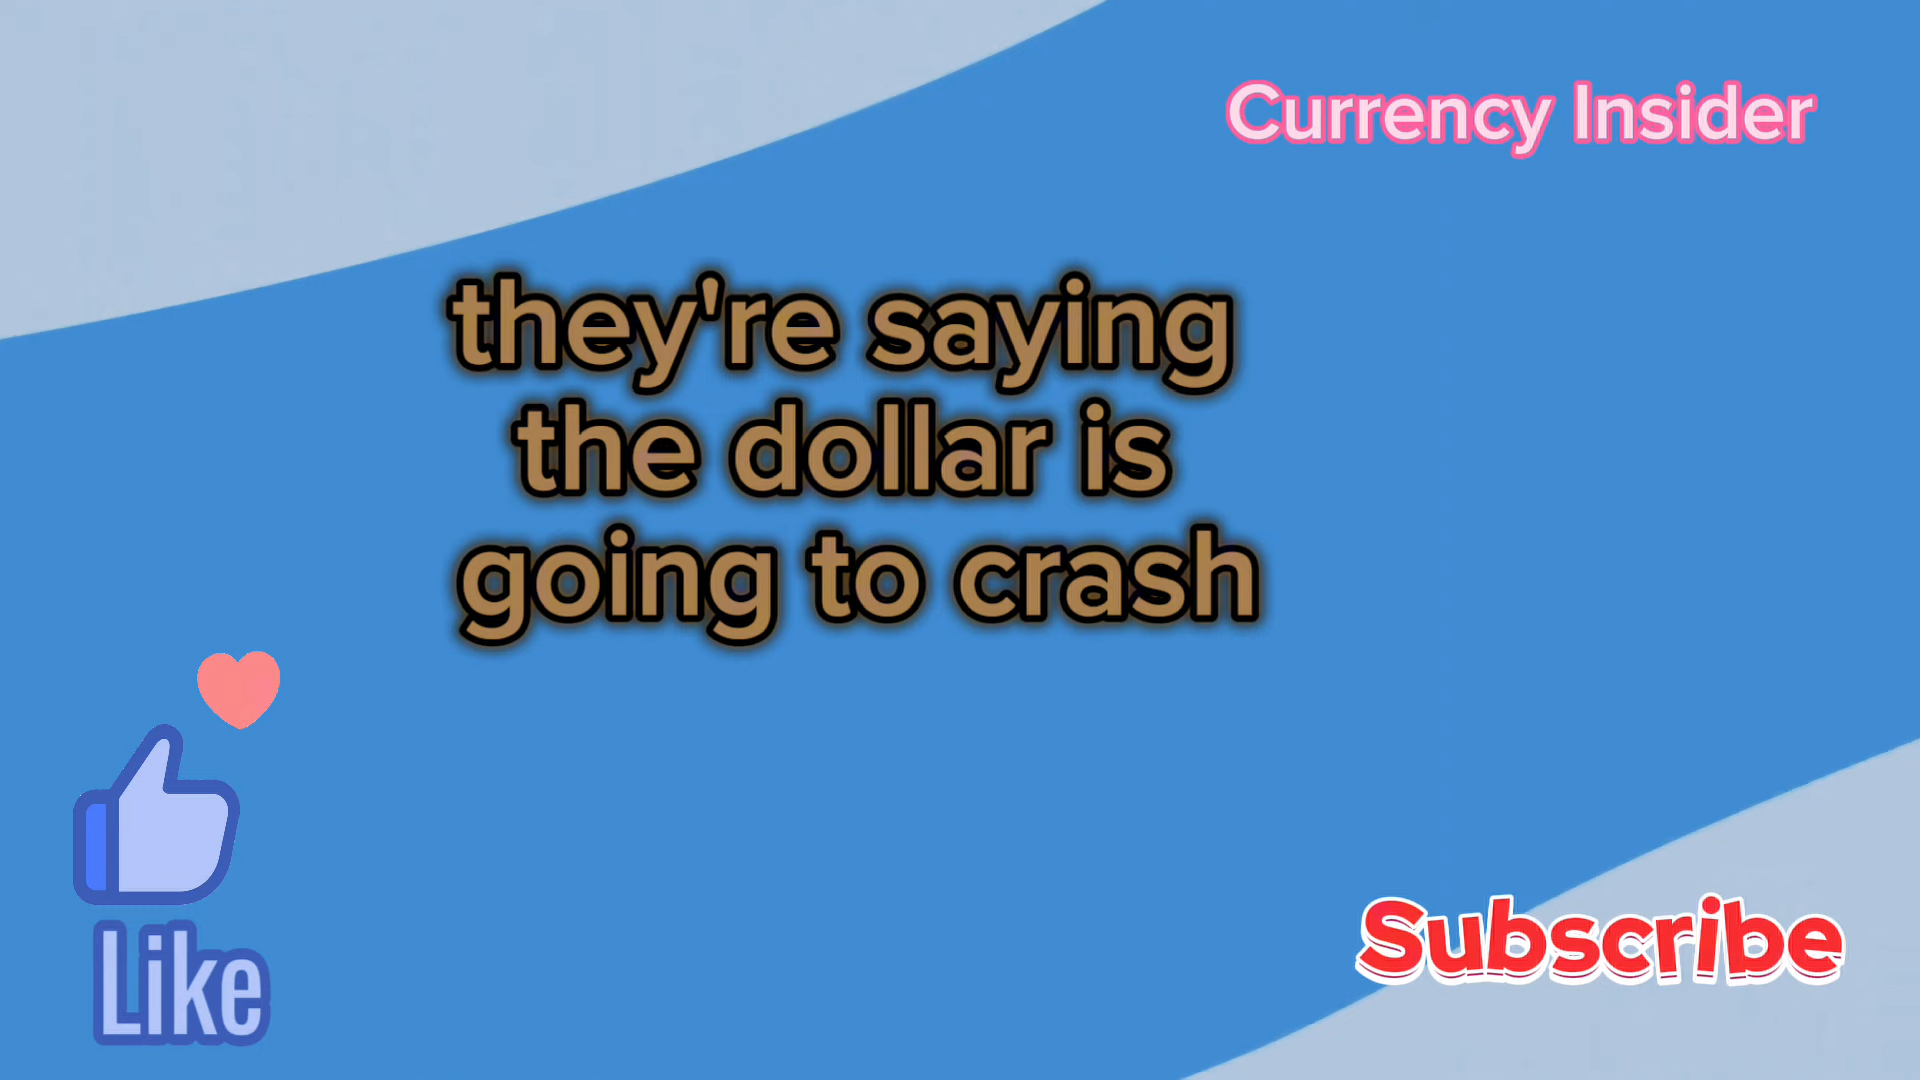 Currency Insider
they're saying
the dollar is
going to crash
Like
Subscribe